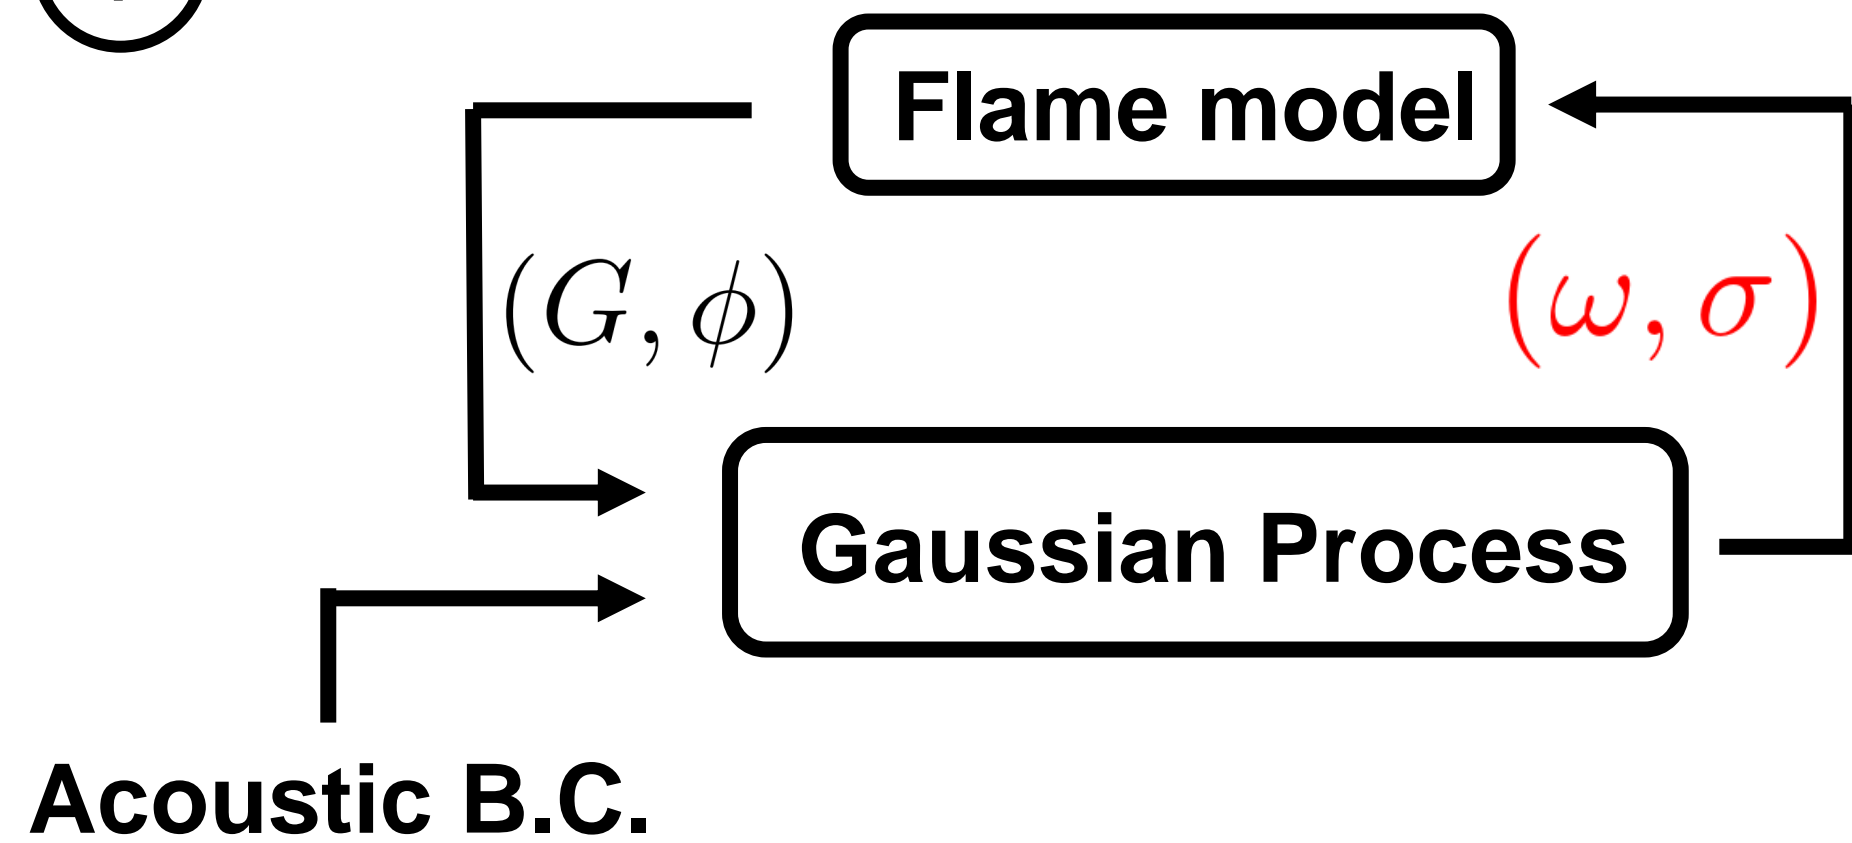 Flame model
(G, ϕ)
(ω, σ)
Gaussian Process
Acoustic B.C.